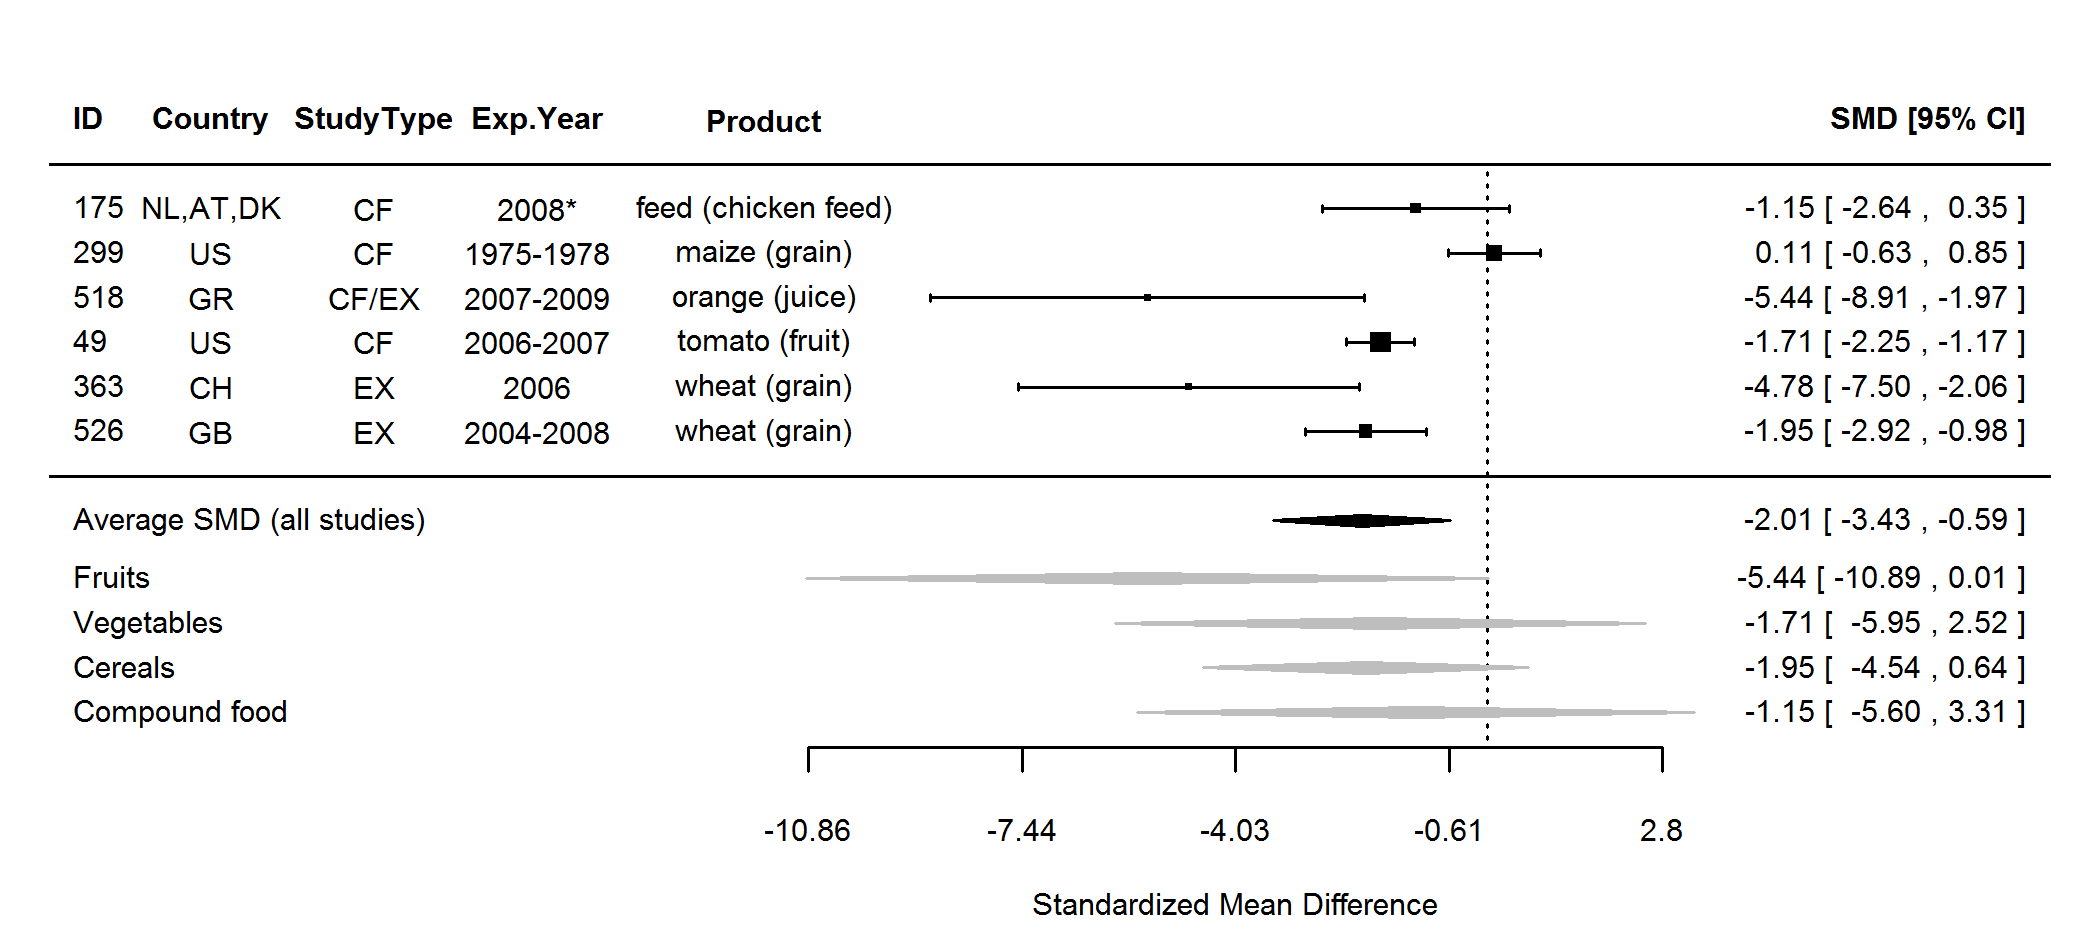 ID Country StudyType Exp.Year Product SMD [95% CI]
175 NL,AT,DK CF 2008* feed (chicken feed) -1.15 [ -2.64 , 0.35 ]
299 US CF 1975-1978 maize (grain) 0.11 [ -0.63 , 0.85 ]
518 GR CF/EX 2007-2009 orange (juice) -5.44 [ -8.91 , -1.97 ]
49 US CF 2006-2007 tomato (fruit) -1.71 [ -2.25 , -1.17 ]
363 CH EX 2006 wheat (grain) -4.78 [ -7.50 , -2.06 ]
526 GB EX 2004-2008 wheat (grain) -1.95 [ -2.92 , -0.98 ]
Average SMD (all studies) -2.01 [ -3.43 , -0.59 ]
Fruits -5.44 [ -10.89 , 0.01 ]
Vegetables -1.71 [ -5.95 , 2.52 ]
Cereals -1.95 [ -4.54 , 0.64 ]
Compound food -1.15 [ -5.60 , 3.31 ]
-10.86 -7.44 -4.03 -0.61 2.8
Standardized Mean Difference